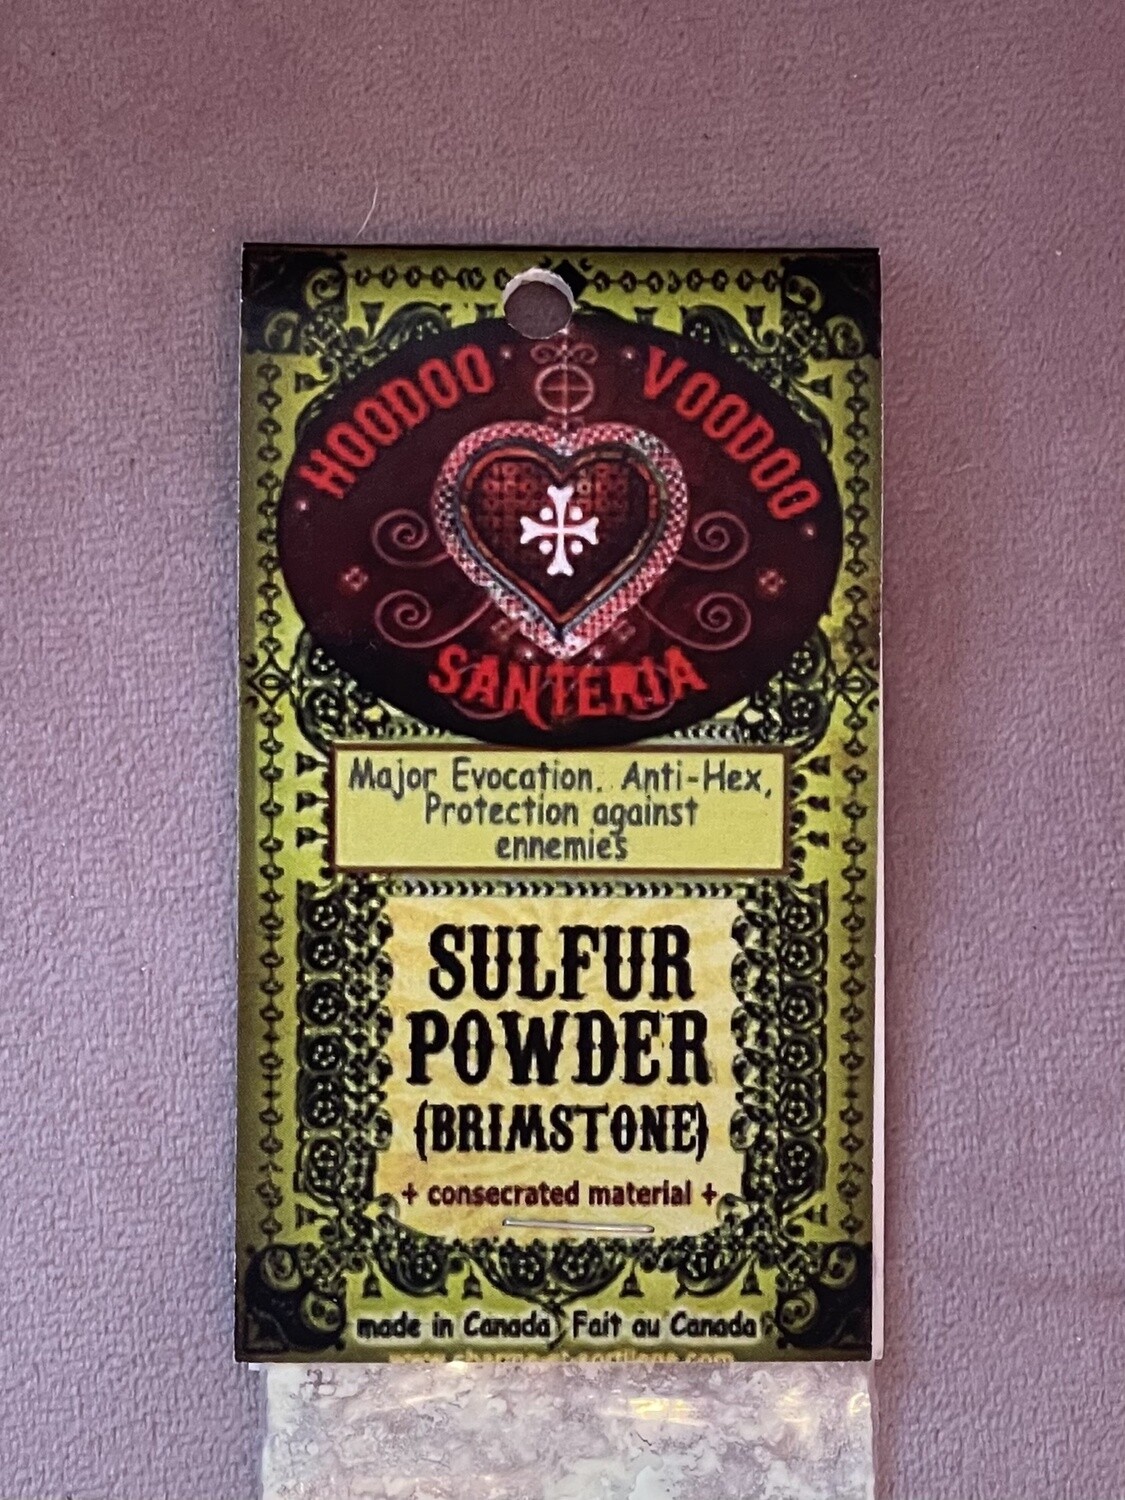 HOODOO VOODOO
SANTERIA
Major Evocation. Anti-Hex,
Protection against
ennemies
SULFUR
POWDER
(BRIMSTONE)
+ consecrated material +
made in Canada Fait au Canada